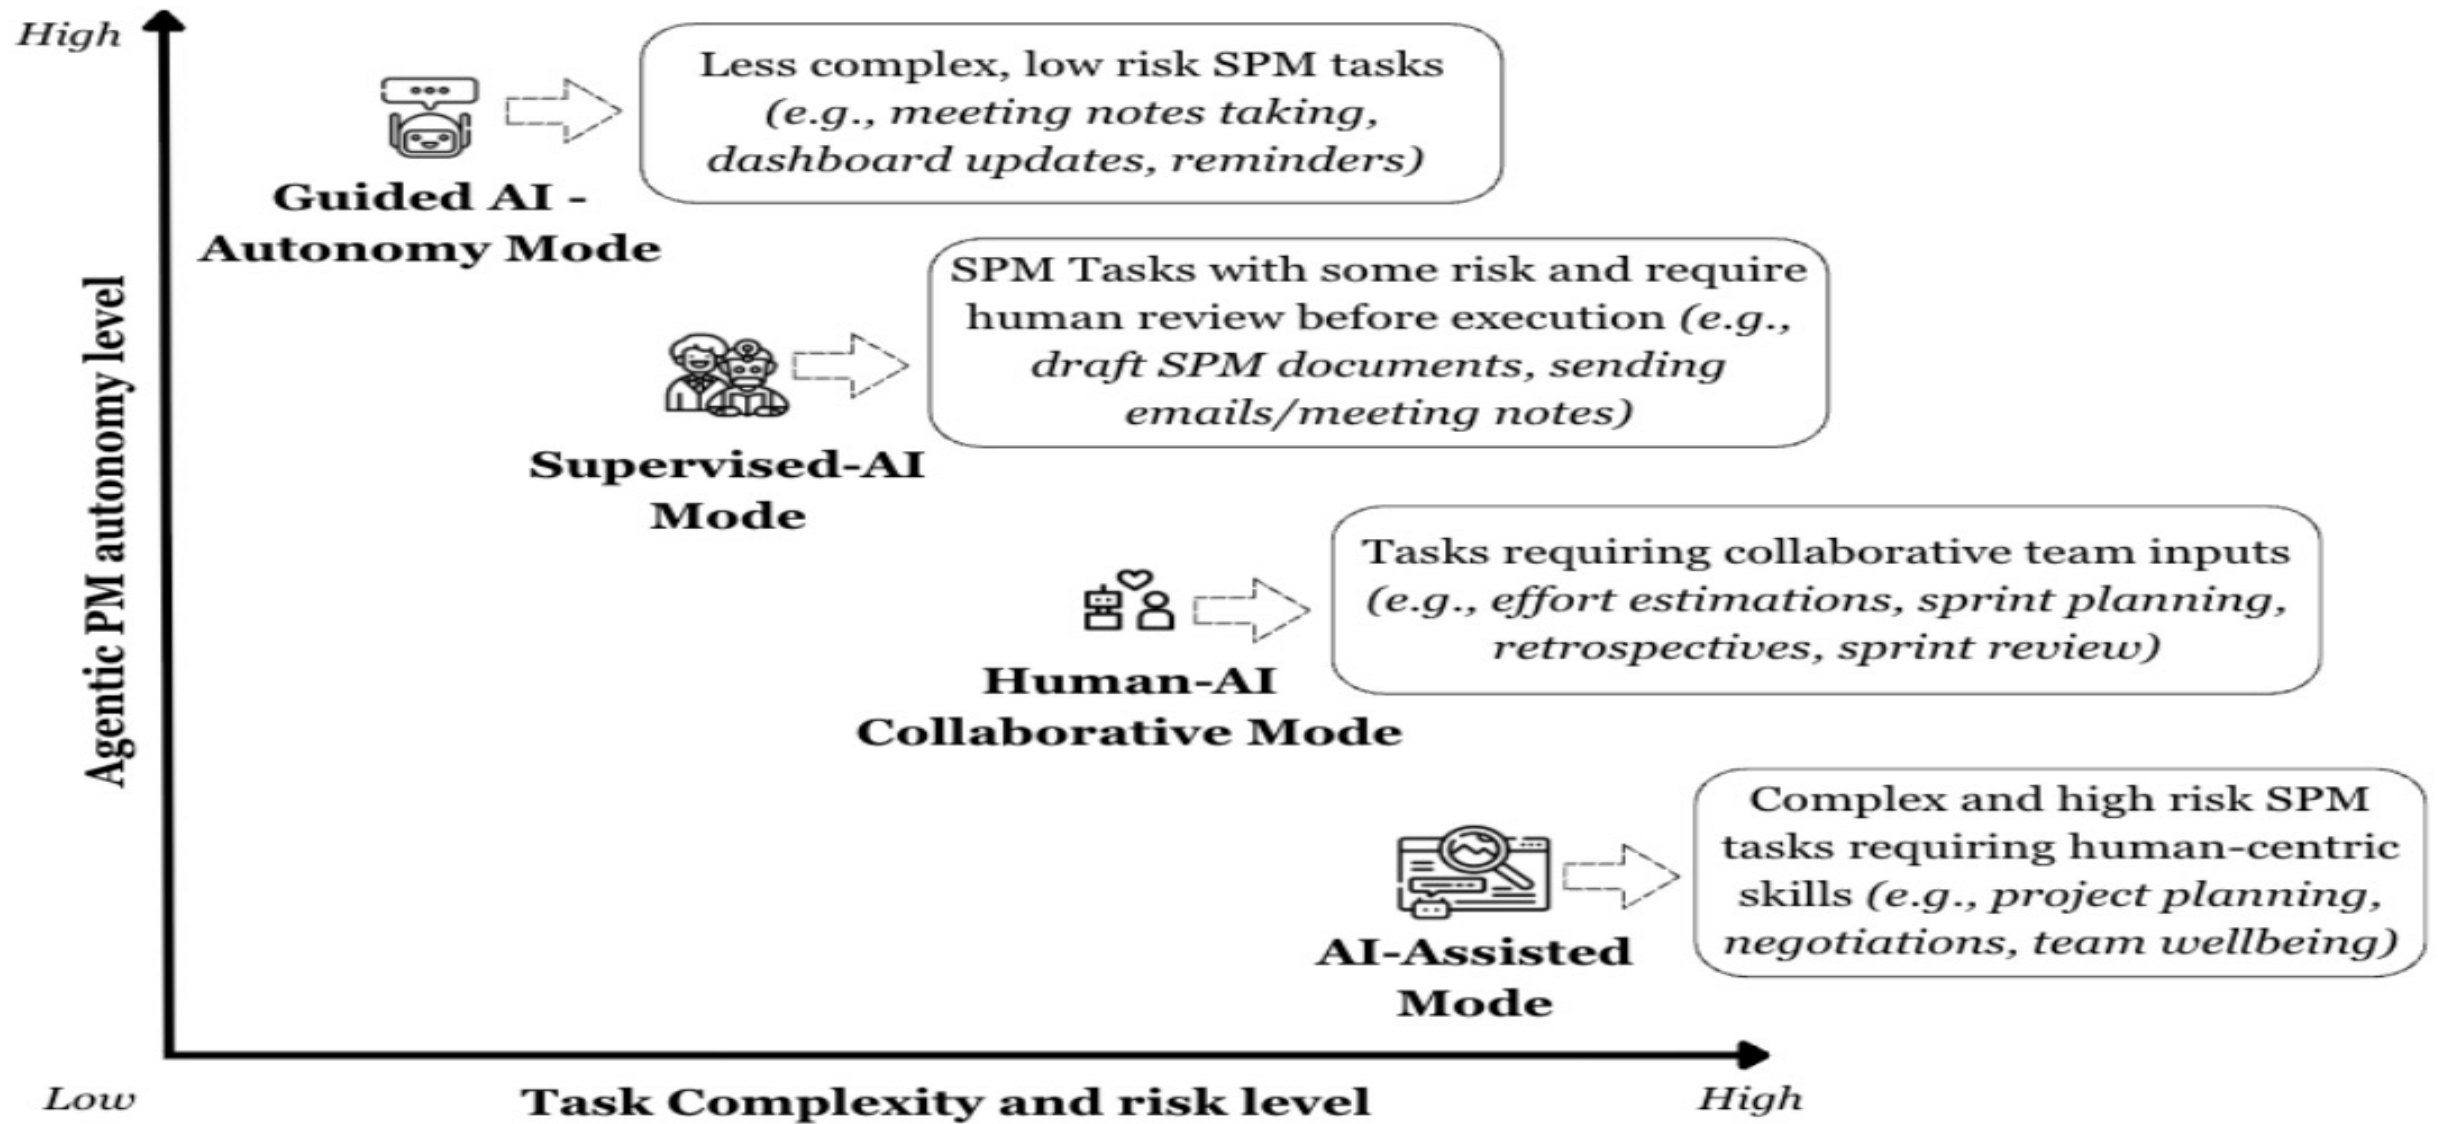 High
Less complex, low risk SPM tasks
(e.g., meeting notes taking,
dashboard updates, reminders)
Guided AI -
Autonomy Mode
SPM Tasks with some risk and require
human review before execution (e.g.,
draft SPM documents, sending
emails/meeting notes)
Supervised-AI
Mode
Agentic PM autonomy level
Tasks requiring collaborative team inputs
(e.g., effort estimations, sprint planning,
retrospectives, sprint review)
Human-AI
Collaborative Mode
Complex and high risk SPM
tasks requiring human-centric
skills (e.g., project planning,
negotiations, team wellbeing)
AI-Assisted
Mode
Low
Task Complexity and risk level
High